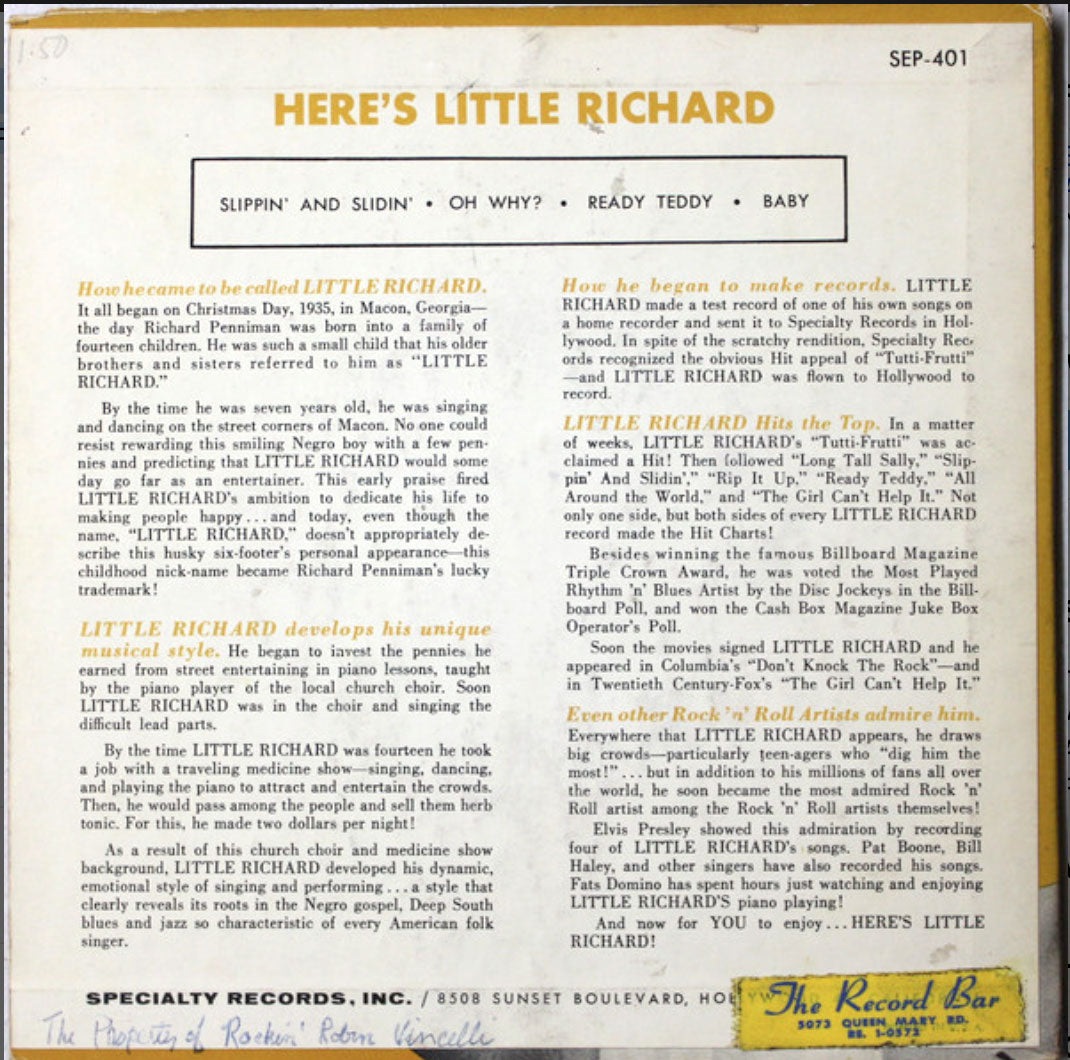 1.50
SEP-401
HERE'S LITTLE RICHARD
SLIPPIN' AND SLIDIN' • OH WHY? • READY TEDDY • BABY
How he came to be called LITTLE RICHARD.
It all began on Christmas Day, 1935, in Macon, Georgia—
the day Richard Penniman was born into a family of
fourteen children. He was such a small child that his older
brothers and sisters referred to him as "LITTLE
RICHARD."
By the time he was seven years old, he was singing
and dancing on the street corners of Macon. No one could
resist rewarding this smiling Negro boy with a few pen-
nies and predicting that LITTLE RICHARD would some
day go far as an entertainer. This early praise fired
LITTLE RICHARD's ambition to dedicate his life to
making people happy...and today, even though the
name, "LITTLE RICHARD," doesn't appropriately de-
scribe this husky six-footer's personal appearance—this
childhood nick-name became Richard Penniman's lucky
trademark!
LITTLE RICHARD develops his unique
musical style. He began to invest the pennies he
earned from street entertaining in piano lessons, taught
by the piano player of the local church choir. Soon
LITTLE RICHARD was in the choir and singing the
difficult lead parts.
By the time LITTLE RICHARD was fourteen he took
a job with a traveling medicine show—singing, dancing,
and playing the piano to attract and entertain the crowds.
Then, he would pass among the people and sell them herb
tonic. For this, he made two dollars per night!
As a result of this church choir and medicine show
background, LITTLE RICHARD developed his dynamic,
emotional style of singing and performing...a style that
clearly reveals its roots in the Negro gospel, Deep South
blues and jazz so characteristic of every American folk
singer.
How he began to make records. LITTLE
RICHARD made a test record of one of his own songs on
a home recorder and sent it to Specialty Records in Hol-
lywood. In spite of the scratchy rendition, Specialty Rec-
ords recognized the obvious Hit appeal of "Tutti-Frutti"
—and LITTLE RICHARD was flown to Hollywood to
record.
LITTLE RICHARD Hits the Top. In a matter
of weeks, LITTLE RICHARD's "Tutti-Frutti" was ac-
claimed a Hit! Then followed "Long Tall Sally," "Slip-
pin' And Slidin'," "Rip It Up," "Ready Teddy," "All
Around the World," and "The Girl Can't Help It." Not
only one side, but both sides of every LITTLE RICHARD
record made the Hit Charts!
Besides winning the famous Billboard Magazine
Triple Crown Award, he was voted the Most Played
Rhythm 'n' Blues Artist by the Disc Jockeys in the Bill-
board Poll, and won the Cash Box Magazine Juke Box
Operator's Poll.
Soon the movies signed LITTLE RICHARD and he
appeared in Columbia's "Don't Knock The Rock"—and
in Twentieth Century-Fox's "The Girl Can't Help It."
Even other Rock 'n' Roll Artists admire him.
Everywhere that LITTLE RICHARD appears, he draws
big crowds—particularly teen-agers who "dig him the
most!"...but in addition to his millions of fans all over
the world, he soon became the most admired Rock 'n'
Roll artist among the Rock 'n' Roll artists themselves!
Elvis Presley showed this admiration by recording
four of LITTLE RICHARD's songs. Pat Boone, Bill
Haley, and other singers have also recorded his songs.
Fats Domino has spent hours just watching and enjoying
LITTLE RICHARD'S piano playing!
And now for YOU to enjoy...HERE'S LITTLE
RICHARD!
SPECIALTY RECORDS, INC. / 8508 SUNSET BOULEVARD, HOLLYW
The Record Bar
5073 QUEEN MARY RD.
RE. 1-0572
The Property of Rockin' Robin Vincelli